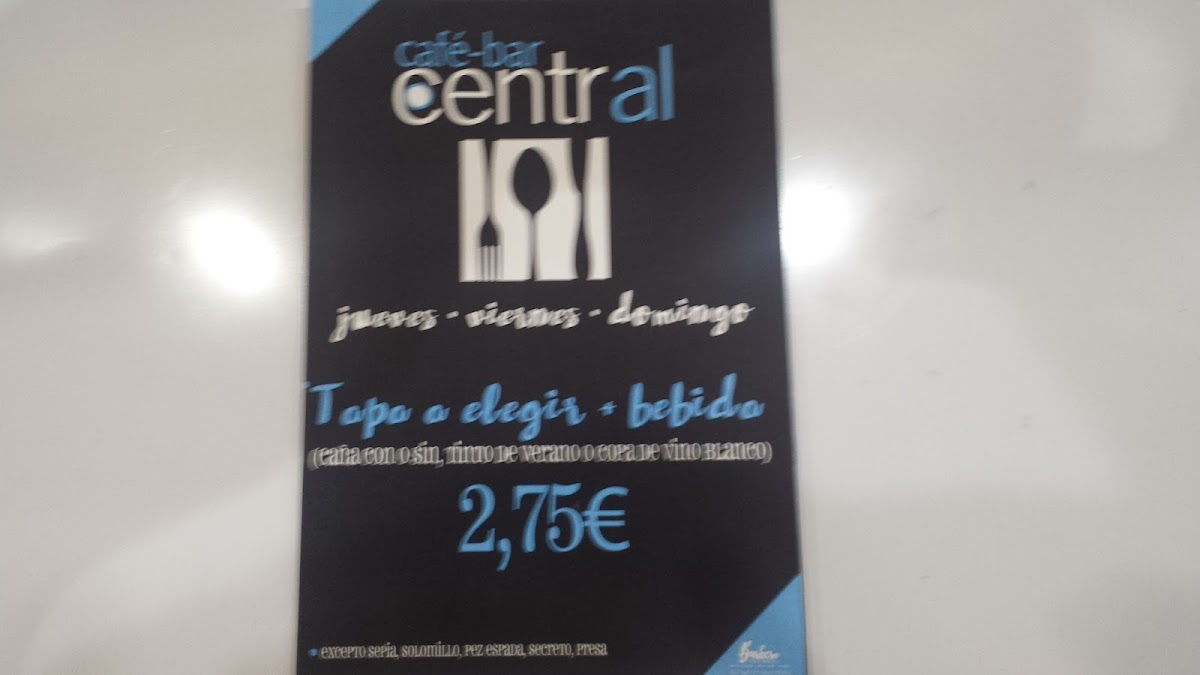 café-bar
central
jueves - viernes - domingo
*Tapa a elegir + bebida
(caña con o sin, tinto de verano o copa de vino blanco)
2,75€
* excepto sepia, solomillo, pez espada, secreto, presa